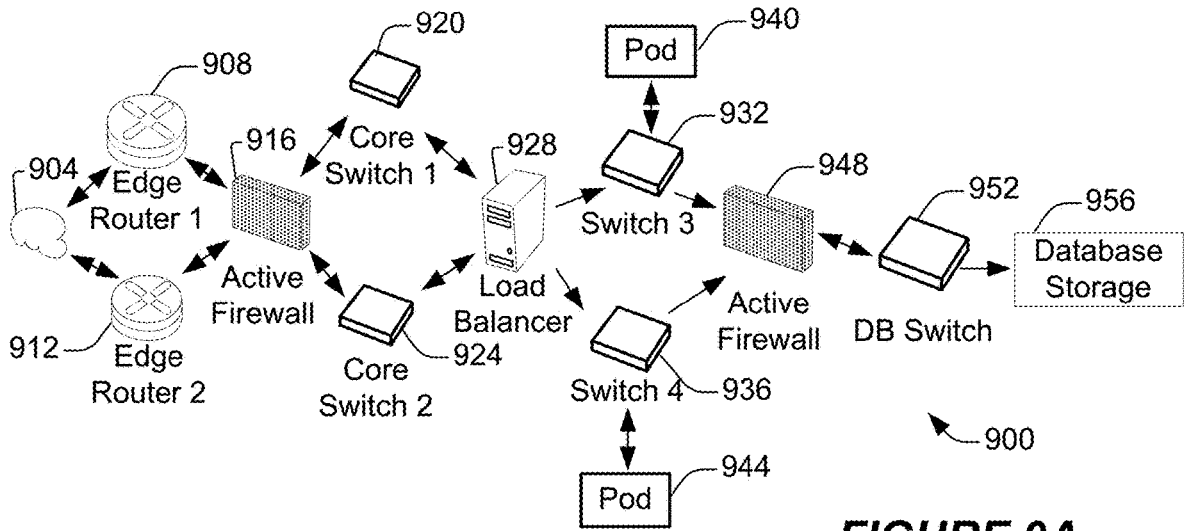 920
940
Pod
908
932
916
Core
Switch 1
928
948
904
Edge
Router 1
952
956
Switch 3
Database
Storage
Active
Firewall
Load
Balancer
Active
Firewall
DB Switch
912
Edge
Router 2
924
Core
Switch 2
Switch 4
936
900
944
Pod
FIGURE 9A